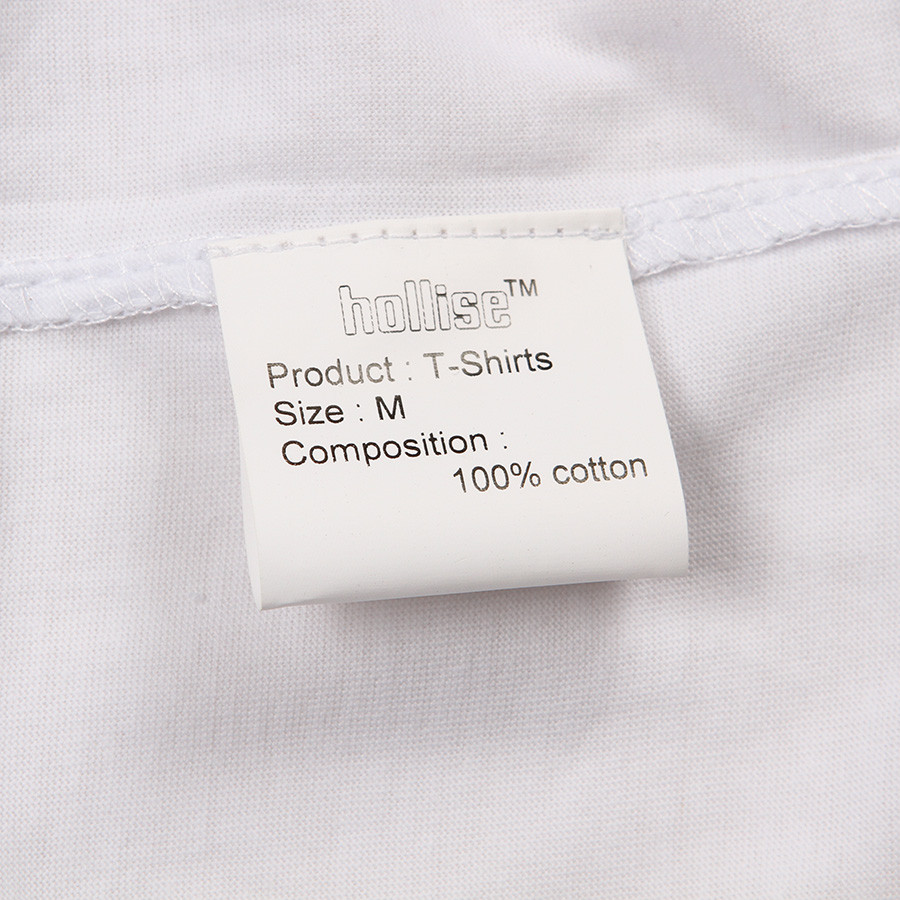 hollise™
Product : T-Shirts
Size : M
Composition :
100% cotton